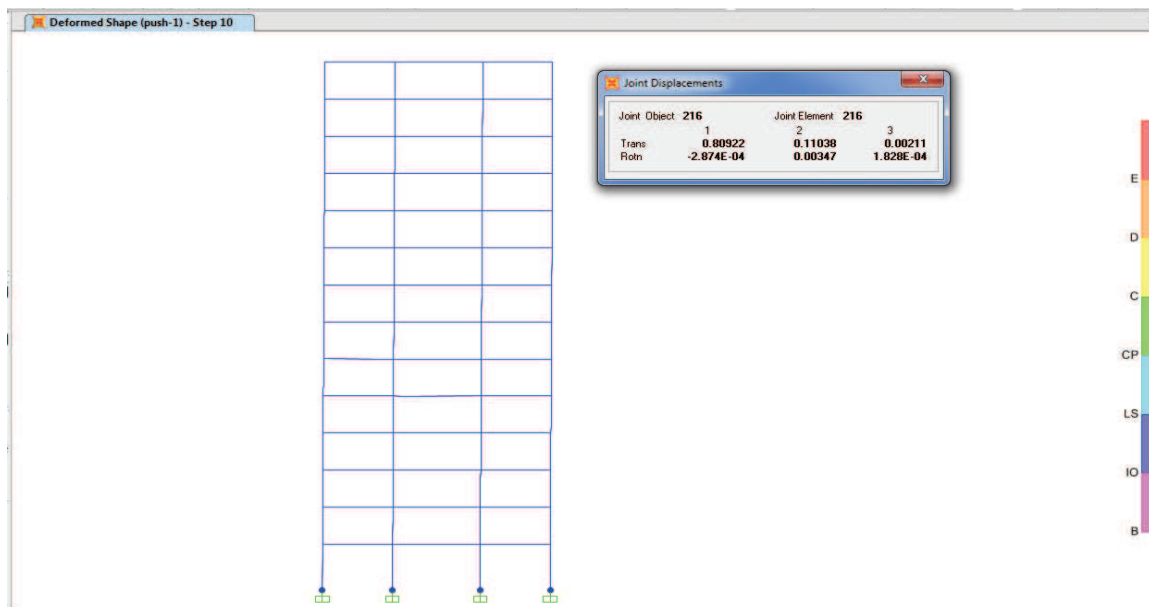 Deformed Shape (push-1) - Step 10
Joint Displacements
Joint Object 216 Joint Element 216
1 2 3
Trans 0.80922 0.11038 0.00211
Rotn -2.874E-04 0.00347 1.828E-04
E
D
C
CP
LS
IO
B